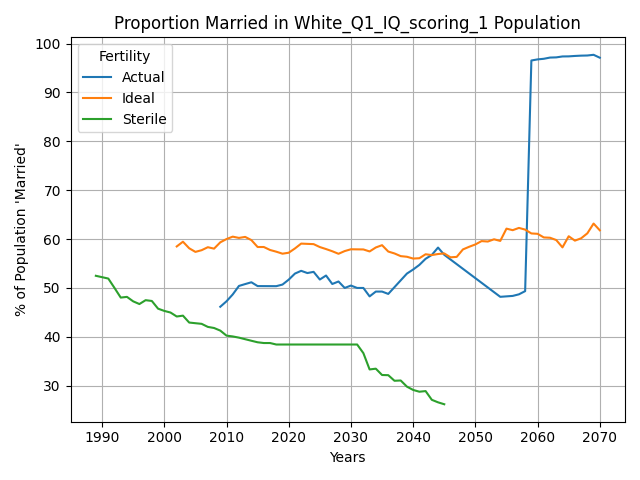 Proportion Married in White_Q1_IQ_scoring_1 Population
% of Population 'Married'
100
90
80
70
60
50
40
30
Fertility
Actual
Ideal
Sterile
1990 2000 2010 2020 2030 2040 2050 2060 2070
Years